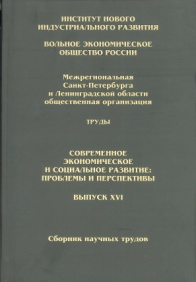 ИНСТИТУТ НОВОГО
ИНДУСТРИАЛЬНОГО РАЗВИТИЯ
ВОЛЬНОЕ ЭКОНОМИЧЕСКОЕ
ОБЩЕСТВО РОССИИ
Межрегиональная
Санкт-Петербурга
и Ленинградской области
общественная организация
ТРУДЫ
СОВРЕМЕННОЕ
ЭКОНОМИЧЕСКОЕ
И СОЦИАЛЬНОЕ РАЗВИТИЕ:
ПРОБЛЕМЫ И ПЕРСПЕКТИВЫ
ВЫПУСК XVI
Сборник научных трудов